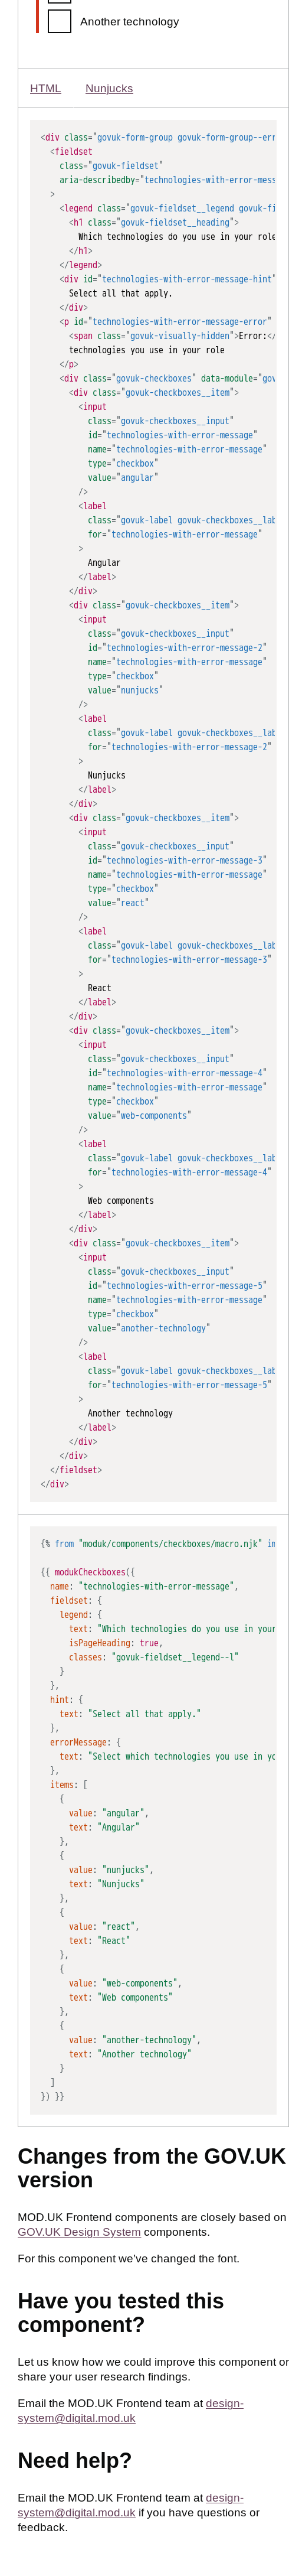 Another technology
HTML Nunjucks
<div class="govuk-form-group govuk-form-group--err
<fieldset
class="govuk-fieldset"
aria-describedby="technologies-with-error-mess
>
<legend class="govuk-fieldset__legend govuk-fi
<h1 class="govuk-fieldset__heading">
Which technologies do you use in your role
</h1>
</legend>
<div id="technologies-with-error-message-hint"
Select all that apply.
</div>
<p id="technologies-with-error-message-error"
<span class="govuk-visually-hidden">Error:</
technologies you use in your role
</p>
<div class="govuk-checkboxes" data-module="gov
<div class="govuk-checkboxes__item">
<input
class="govuk-checkboxes__input"
id="technologies-with-error-message"
name="technologies-with-error-message"
type="checkbox"
value="angular"
/>
<label
class="govuk-label govuk-checkboxes__lab
for="technologies-with-error-message"
>
Angular
</label>
</div>
<div class="govuk-checkboxes__item">
<input
class="govuk-checkboxes__input"
id="technologies-with-error-message-2"
name="technologies-with-error-message"
type="checkbox"
value="nunjucks"
/>
<label
class="govuk-label govuk-checkboxes__lab
for="technologies-with-error-message-2"
>
Nunjucks
</label>
</div>
<div class="govuk-checkboxes__item">
<input
class="govuk-checkboxes__input"
id="technologies-with-error-message-3"
name="technologies-with-error-message"
type="checkbox"
value="react"
/>
<label
class="govuk-label govuk-checkboxes__lab
for="technologies-with-error-message-3"
>
React
</label>
</div>
<div class="govuk-checkboxes__item">
<input
class="govuk-checkboxes__input"
id="technologies-with-error-message-4"
name="technologies-with-error-message"
type="checkbox"
value="web-components"
/>
<label
class="govuk-label govuk-checkboxes__lab
for="technologies-with-error-message-4"
>
Web components
</label>
</div>
<div class="govuk-checkboxes__item">
<input
class="govuk-checkboxes__input"
id="technologies-with-error-message-5"
name="technologies-with-error-message"
type="checkbox"
value="another-technology"
/>
<label
class="govuk-label govuk-checkboxes__lab
for="technologies-with-error-message-5"
>
Another technology
</label>
</div>
</div>
</fieldset>
</div>
{% from "moduk/components/checkboxes/macro.njk" im
{{ modukCheckboxes({
name: "technologies-with-error-message",
fieldset: {
legend: {
text: "Which technologies do you use in your
isPageHeading: true,
classes: "govuk-fieldset__legend--l"
}
},
hint: {
text: "Select all that apply."
},
errorMessage: {
text: "Select which technologies you use in yo
},
items: [
{
value: "angular",
text: "Angular"
},
{
value: "nunjucks",
text: "Nunjucks"
},
{
value: "react",
text: "React"
},
{
value: "web-components",
text: "Web components"
},
{
value: "another-technology",
text: "Another technology"
}
]
}) }}
Changes from the GOV.UK
version
MOD.UK Frontend components are closely based on
GOV.UK Design System components.
For this component we've changed the font.
Have you tested this
component?
Let us know how we could improve this component or
share your user research findings.
Email the MOD.UK Frontend team at design-
system@digital.mod.uk
Need help?
Email the MOD.UK Frontend team at design-
system@digital.mod.uk if you have questions or
feedback.